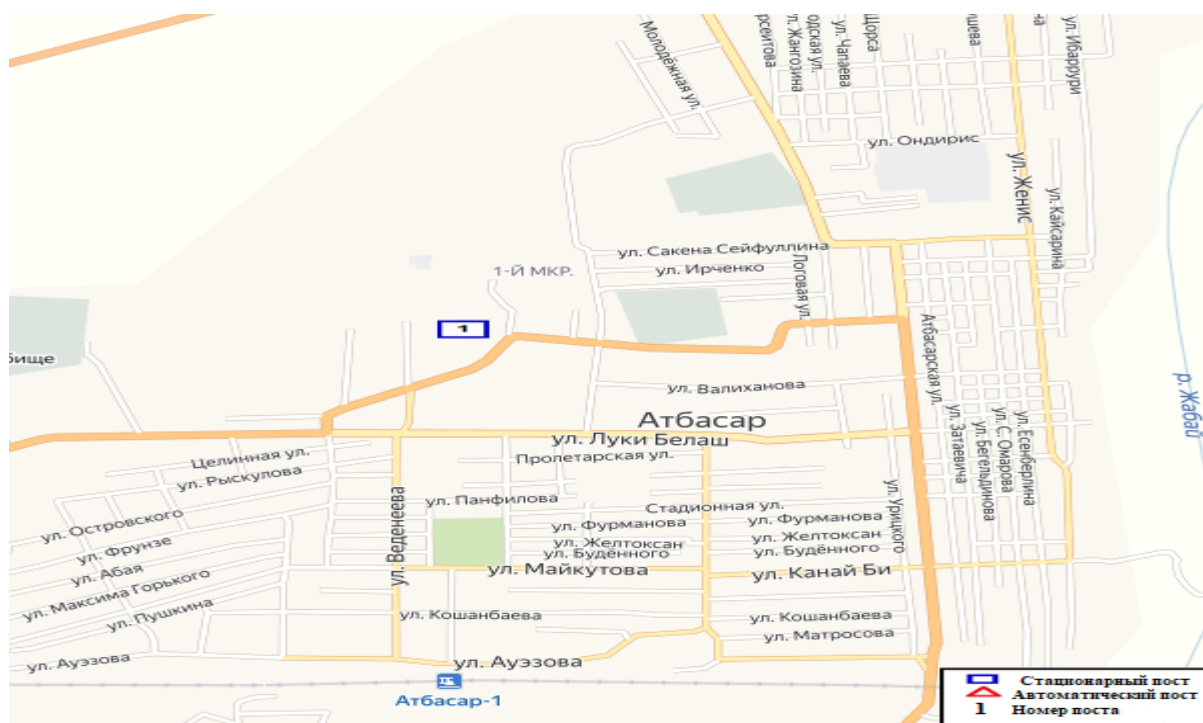 Молодёжная ул.
ул. Жангозина
ул. Чапаева
Щорса
ул. Ибаррури
ул. Ондирис
ул. Женис
ул. Кайсарина
ул. Сакена Сейфуллина
ул. Ирченко
Логовая ул.
1-Й МКР.
1
Атбасарская ул.
р. Жабай
ул. Валиханова
Атбасар
ул. Луки Белаш
ул. Затаевича
ул. Бегельдинова
ул. С. Омарова
ул. Есенберлина
Целинная ул.
Пролетарская ул.
ул. Рыскулова
ул. Веденеева
ул. Панфилова
Стадионная ул.
ул. Урицкого
ул. Островского
ул. Фурманова
ул. Фурманова
ул. Фрунзе
ул. Желтоксан
ул. Желтоксан
ул. Будённого
ул. Будённого
ул. Абая
ул. Майкутова
ул. Канай Би
ул. Максима Горького
ул. Пушкина
ул. Кошанбаева
ул. Кошанбаева
ул. Матросова
ул. Ауэзова
ул. Ауэзова
Атбасар-1
Стационарный пост
Автоматический пост
1 Номер поста